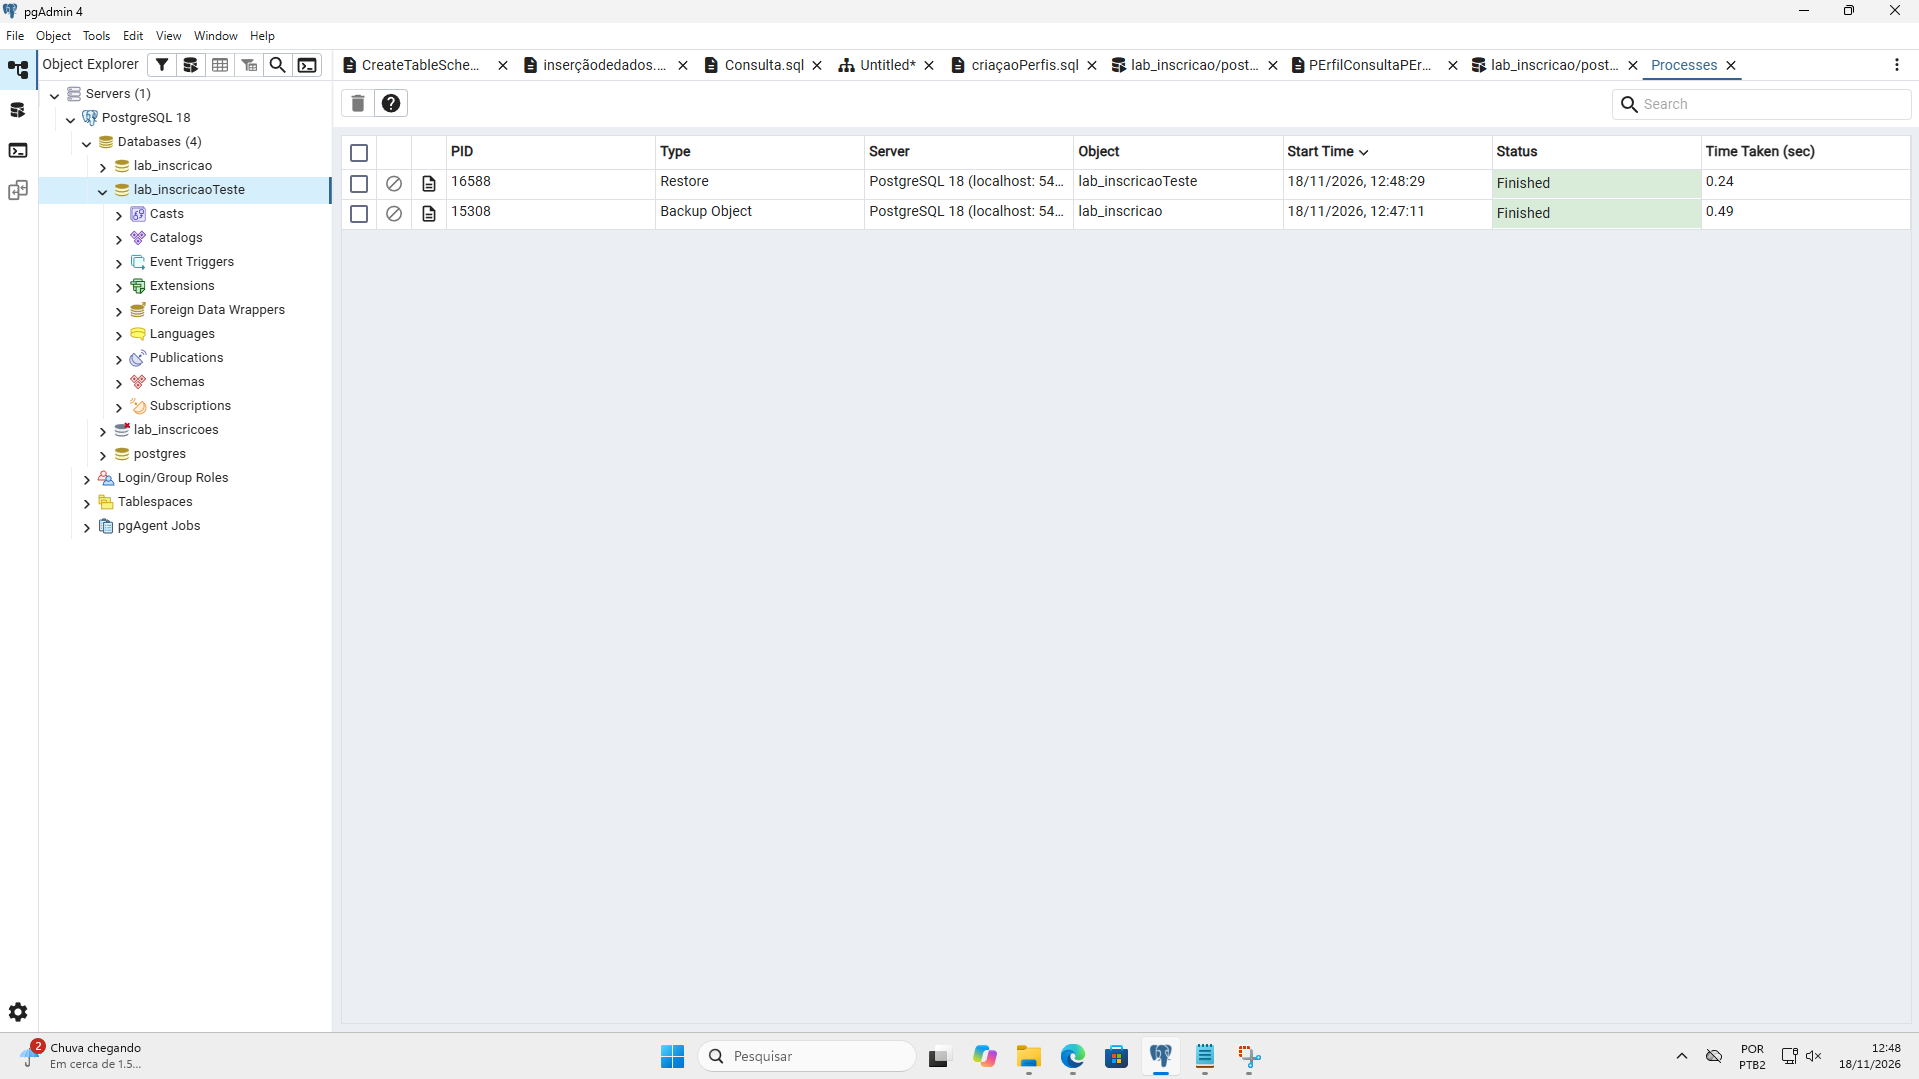 pgAdmin 4
File Object Tools Edit View Window Help
Object Explorer
CreateTableSche...
inserçãodedados....
Consulta.sql
Untitled*
criaçaoPerfis.sql
lab_inscricao/post...
PErfilConsultaPEr...
lab_inscricao/post...
Processes
Search
Servers (1)
PostgreSQL 18
Databases (4)
lab_inscricao
lab_inscricaoTeste
Casts
Catalogs
Event Triggers
Extensions
Foreign Data Wrappers
Languages
Publications
Schemas
Subscriptions
lab_inscricoes
postgres
Login/Group Roles
Tablespaces
pgAgent Jobs
PID Type Server Object Start Time Status Time Taken (sec)
16588 Restore PostgreSQL 18 (localhost: 54... lab_inscricaoTeste 18/11/2026, 12:48:29 Finished 0.24
15308 Backup Object PostgreSQL 18 (localhost: 54... lab_inscricao 18/11/2026, 12:47:11 Finished 0.49
2
Chuva chegando
Em cerca de 1.5...
Pesquisar
POR
PTB2
12:48
18/11/2026